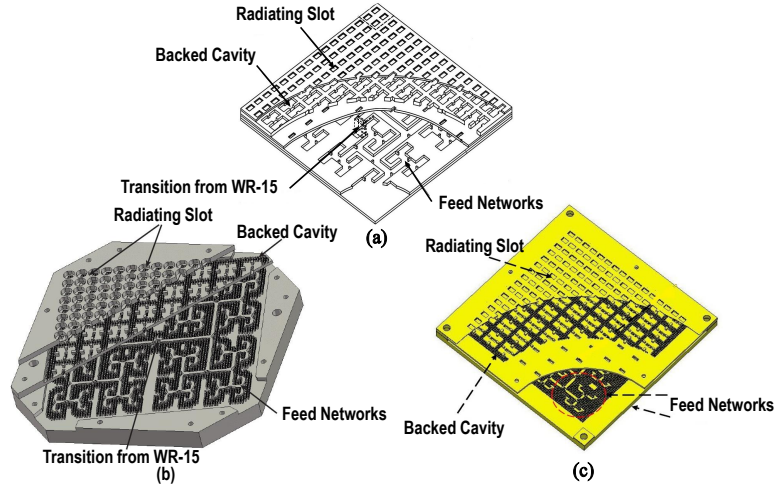 Radiating Slot
Backed Cavity
Transition from WR-15
Feed Networks
(a)
Radiating Slot
Backed Cavity
Feed Networks
Transition from WR-15
(b)
Radiating Slot
Backed Cavity
Feed Networks
(c)